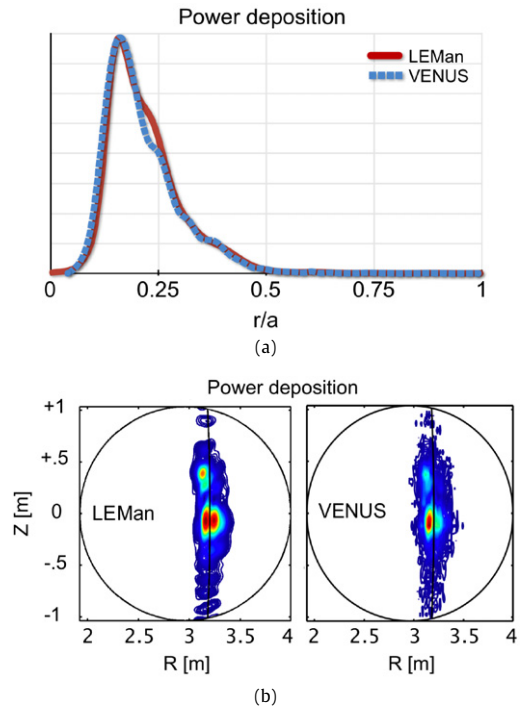 Power deposition
LEMan
VENUS
0 0.25 0.5 0.75 1
r/a
(a)
Power deposition
+1
+.5
0
-.5
-1
Z [m]
LEMan
VENUS
2 2.5 3 3.5 4
2 2.5 3 3.5 4
R [m]
R [m]
(b)